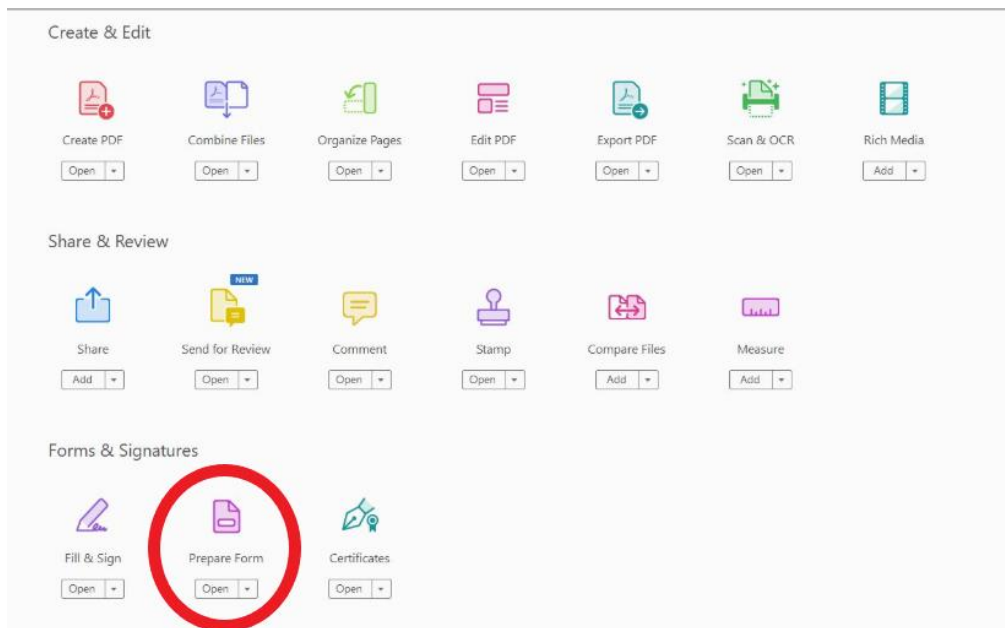 Create & Edit
Create PDF Combine Files Organize Pages Edit PDF Export PDF Scan & OCR Rich Media
Open Open Open Open Open Open Add
Share & Review
NEW
Share Send for Review Comment Stamp Compare Files Measure
Add Open Open Open Add Add
Forms & Signatures
Fill & Sign Prepare Form Certificates
Open Open Open